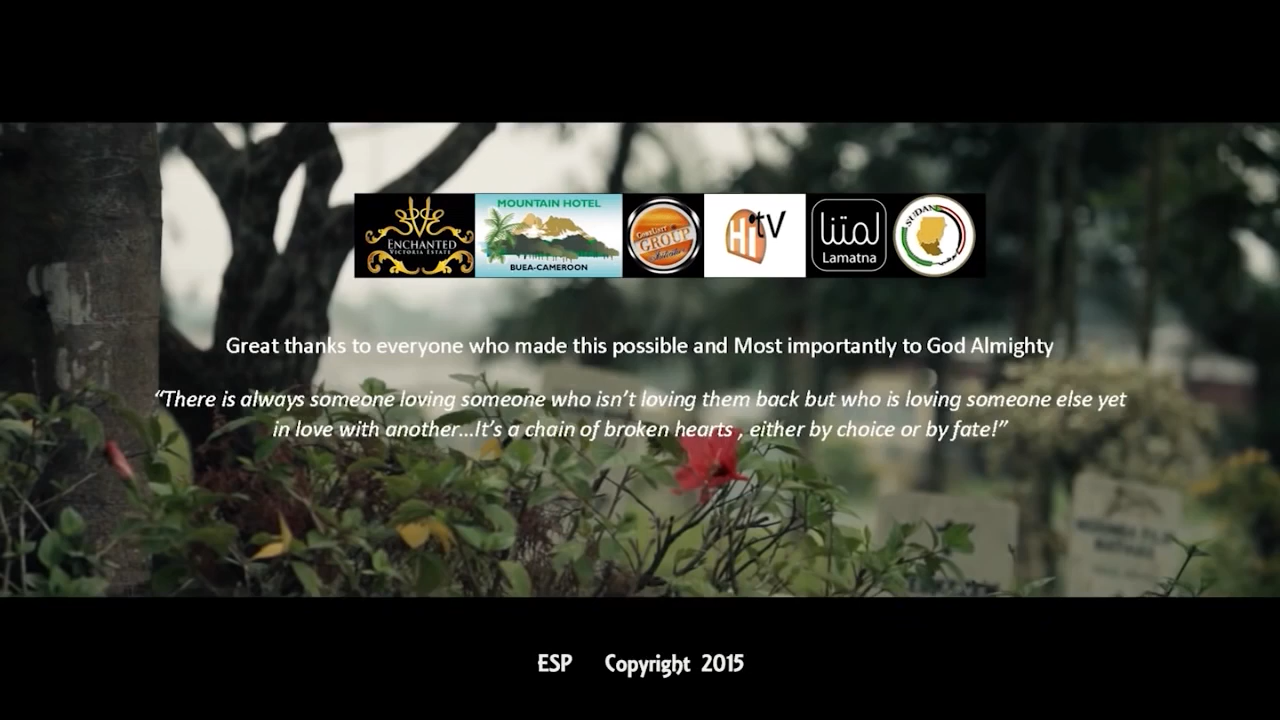 ENCHANTED
VICTORIA ESTATE
MOUNTAIN HOTEL
BUEA-CAMEROON
GROUP
Hi tV
لمتنا
Lamatna
SUDAN
Great thanks to everyone who made this possible and Most importantly to God Almighty
“There is always someone loving someone who isn’t loving them back but who is loving someone else yet
in love with another...It’s a chain of broken hearts , either by choice or by fate!”
ESP Copyright 2015